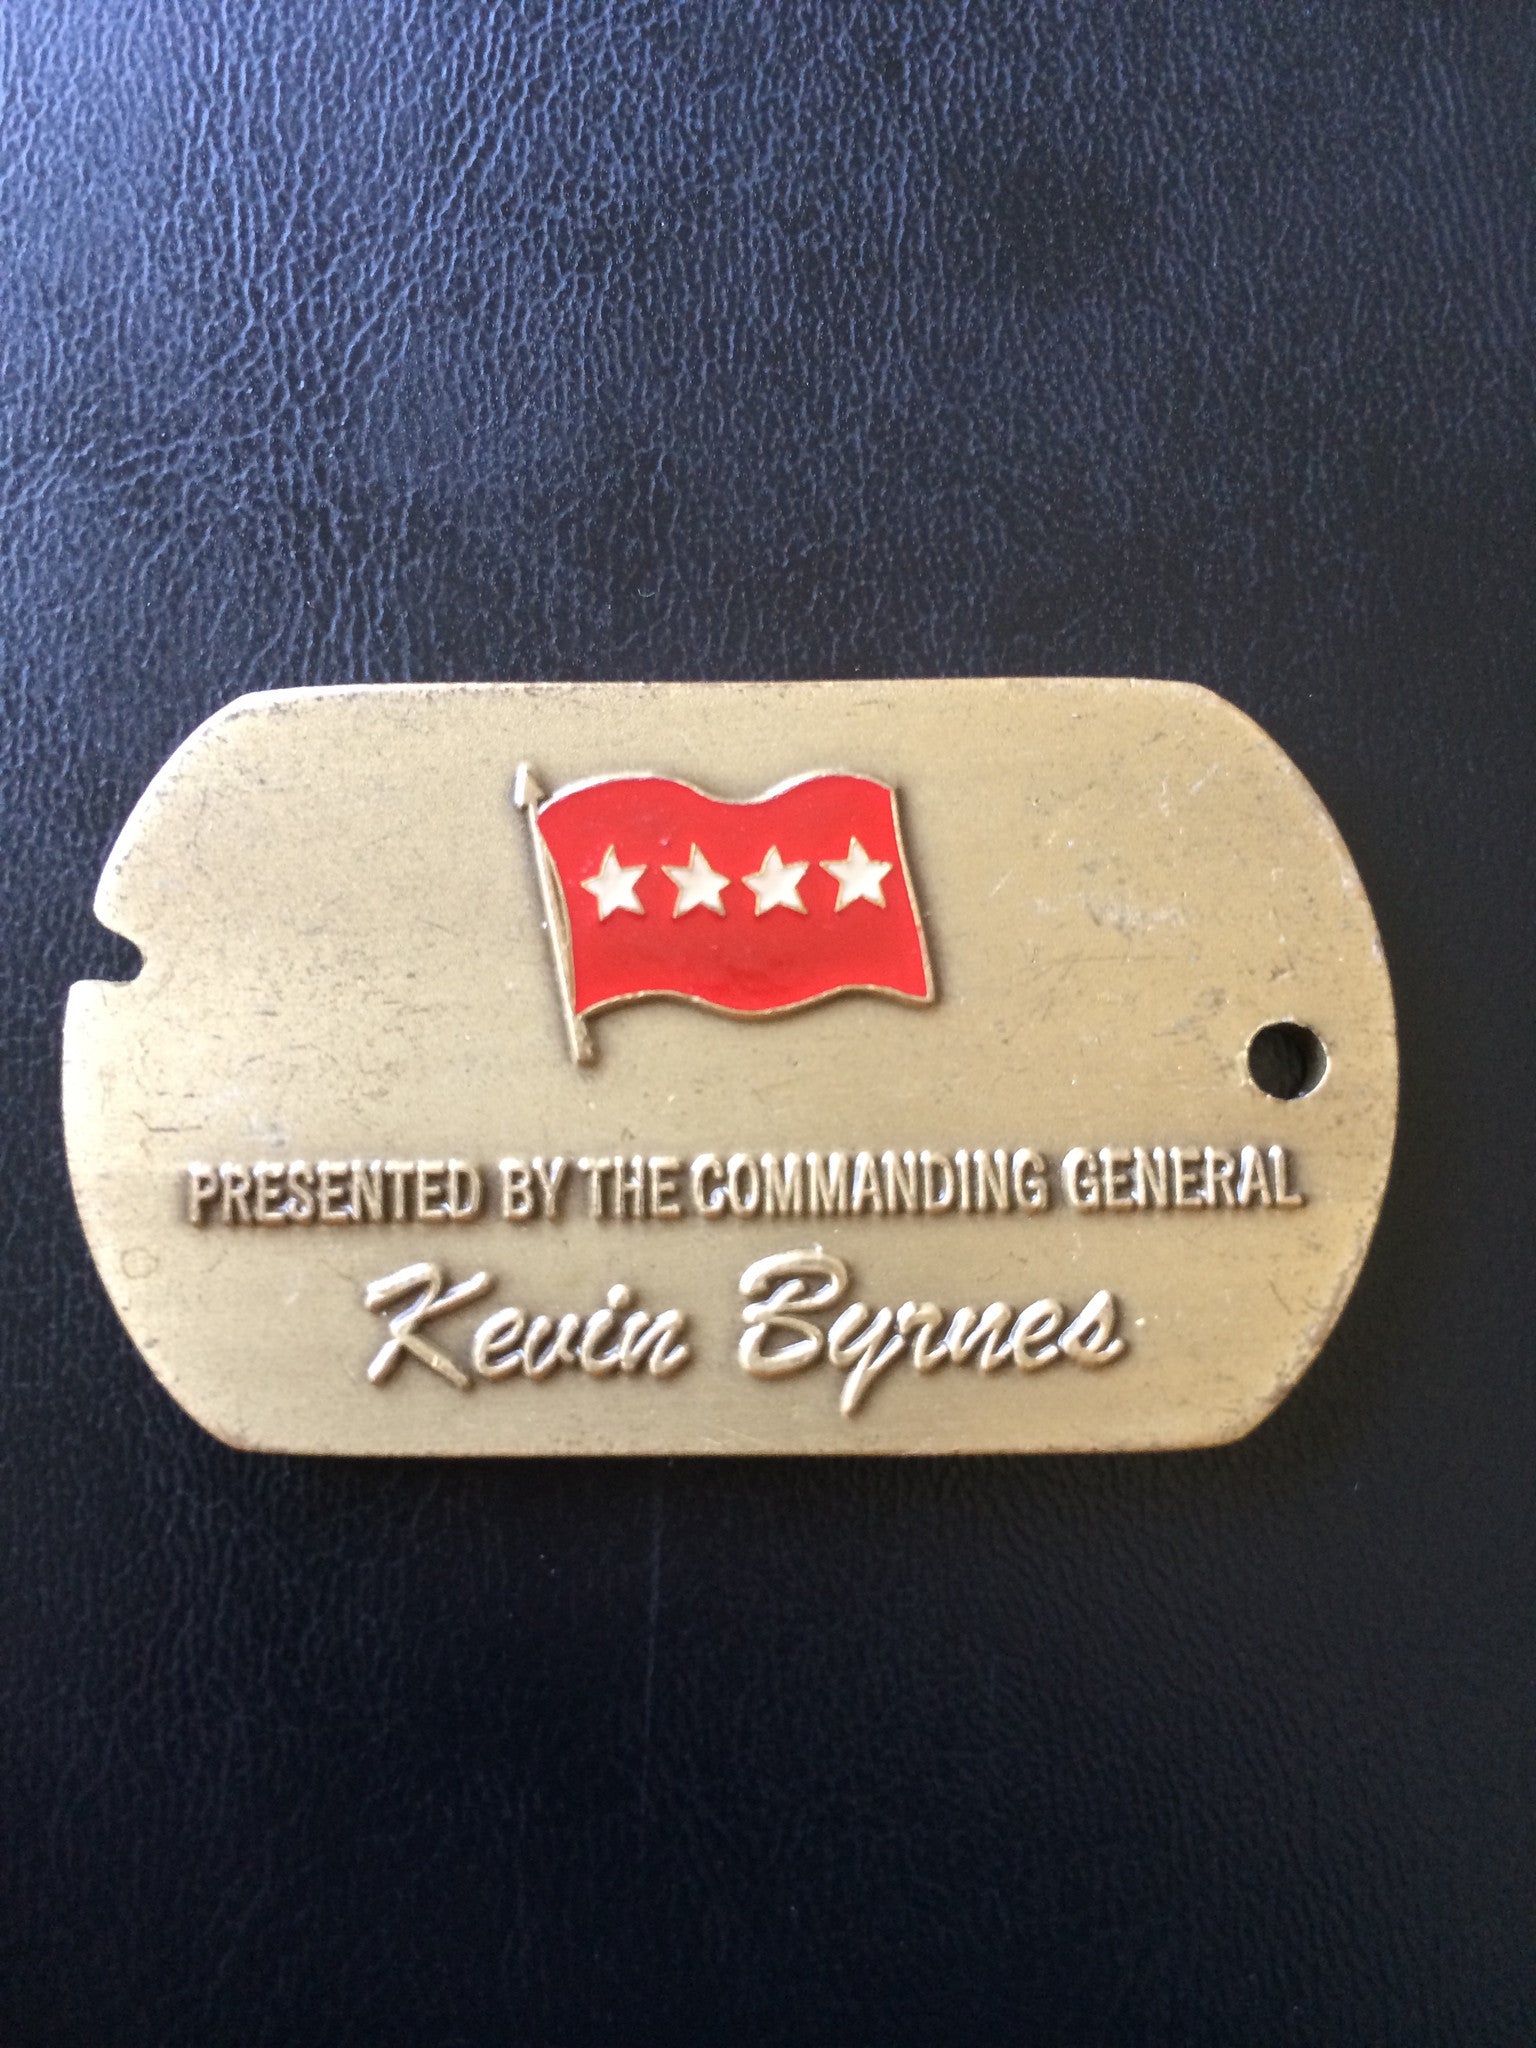 PRESENTED BY THE COMMANDING GENERAL
Kevin Byrnes